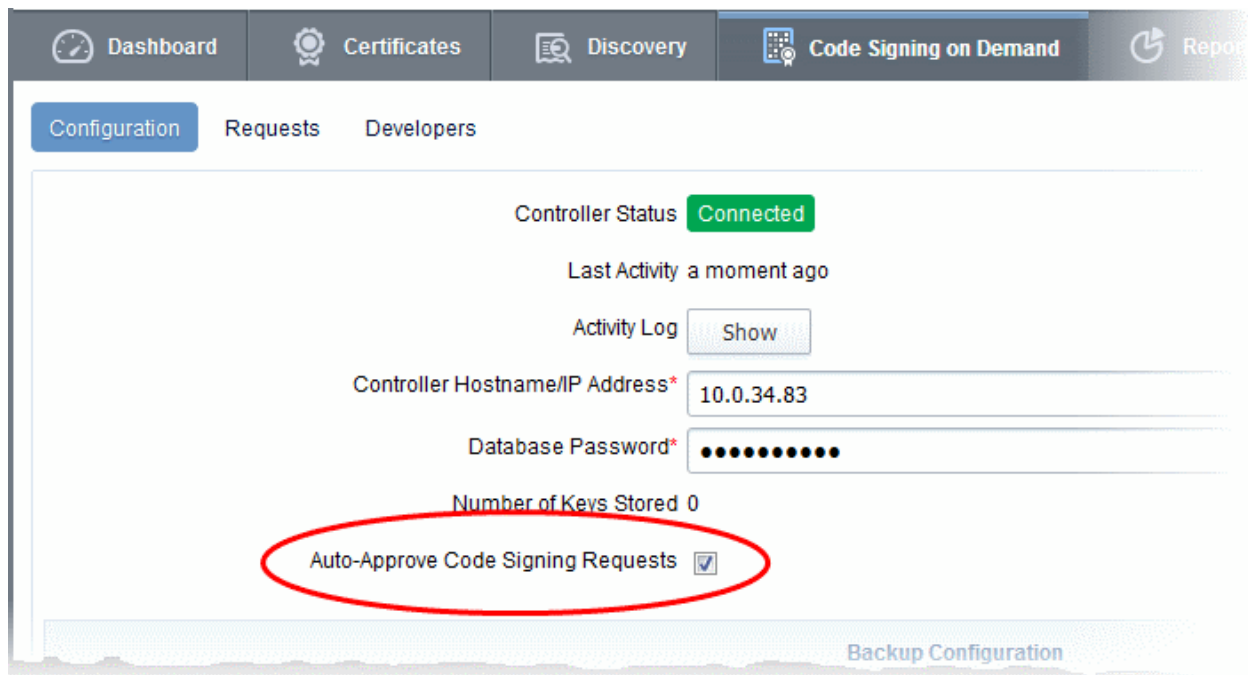 Dashboard Certificates Discovery Code Signing on Demand Repor
Configuration Requests Developers
Controller Status Connected
Last Activity a moment ago
Activity Log Show
Controller Hostname/IP Address* 10.0.34.83
Database Password* ••••••••••
Number of Keys Stored 0
Auto-Approve Code Signing Requests
Backup Configuration